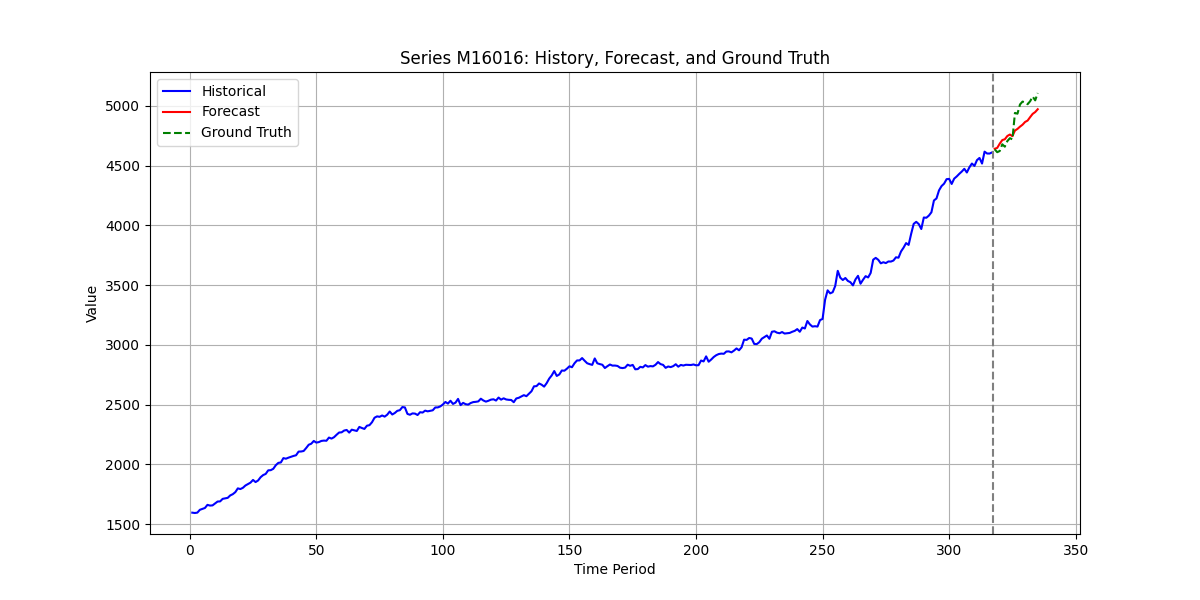 Series M16016: History, Forecast, and Ground Truth
Historical
Forecast
Ground Truth
Value
5000
4500
4000
3500
3000
2500
2000
1500
0 50 100 150 200 250 300 350
Time Period